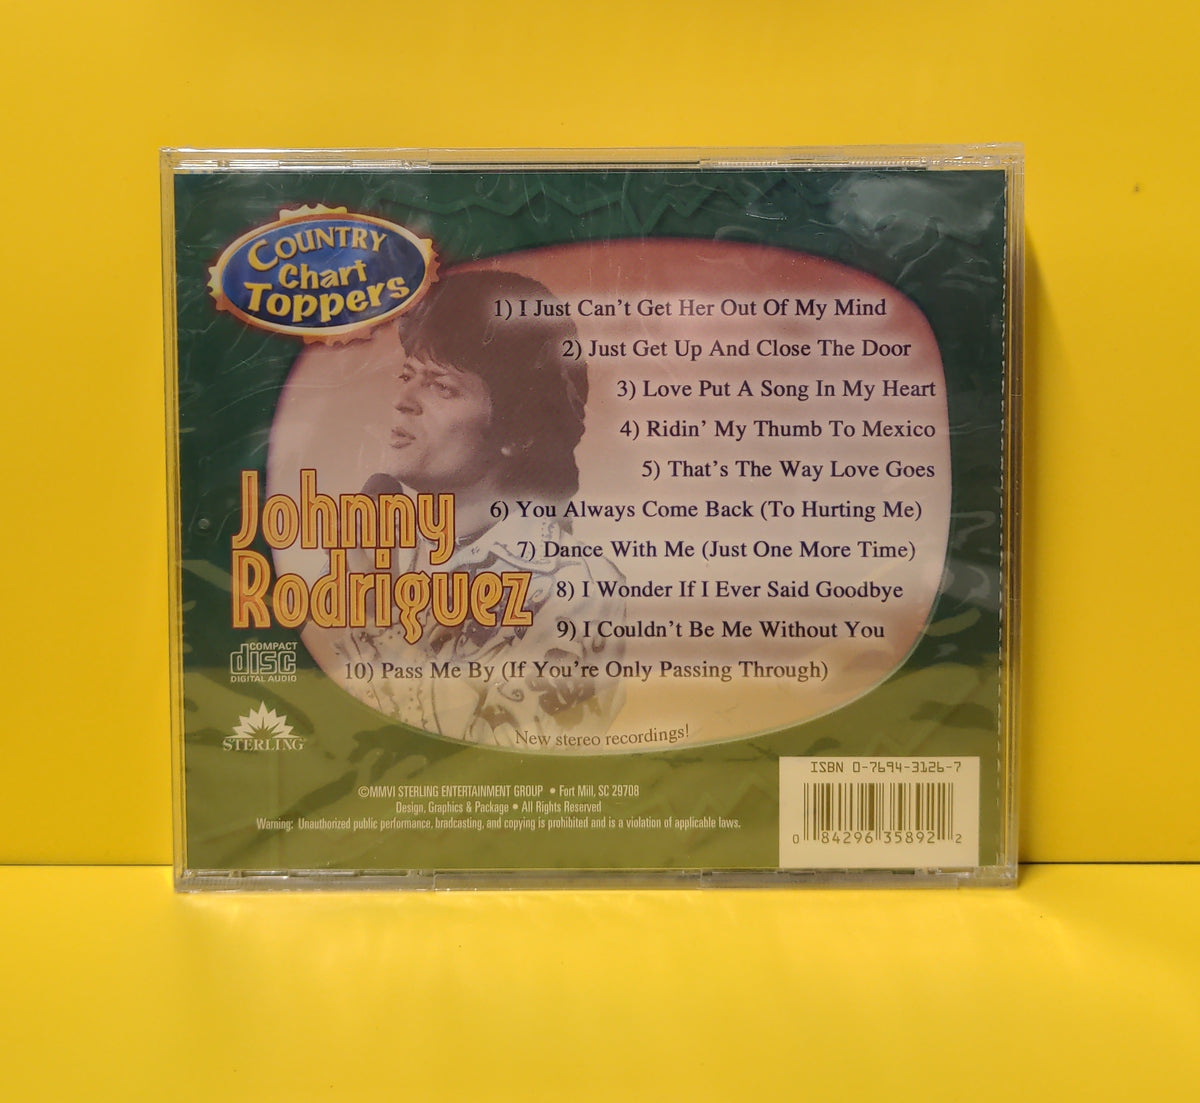 COUNTRY
Chart
Toppers
1) I Just Can't Get Her Out Of My Mind
2) Just Get Up And Close The Door
3) Love Put A Song In My Heart
4) Ridin' My Thumb To Mexico
5) That's The Way Love Goes
6) You Always Come Back (To Hurting Me)
7) Dance With Me (Just One More Time)
8) I Wonder If I Ever Said Goodbye
9) I Couldn't Be Me Without You
10) Pass Me By (If You're Only Passing Through)
Johnny
Rodriguez
COMPACT
disc
DIGITAL AUDIO
STERLING
New stereo recordings!
©MMVI STERLING ENTERTAINMENT GROUP • Fort Mill, SC 29708
Design, Graphics & Package • All Rights Reserved
Warning: Unauthorized public performance, bradcasting, and copying is prohibited and is a violation of applicable laws.
ISBN 0-7694-3126-7
0 84296 35892 2